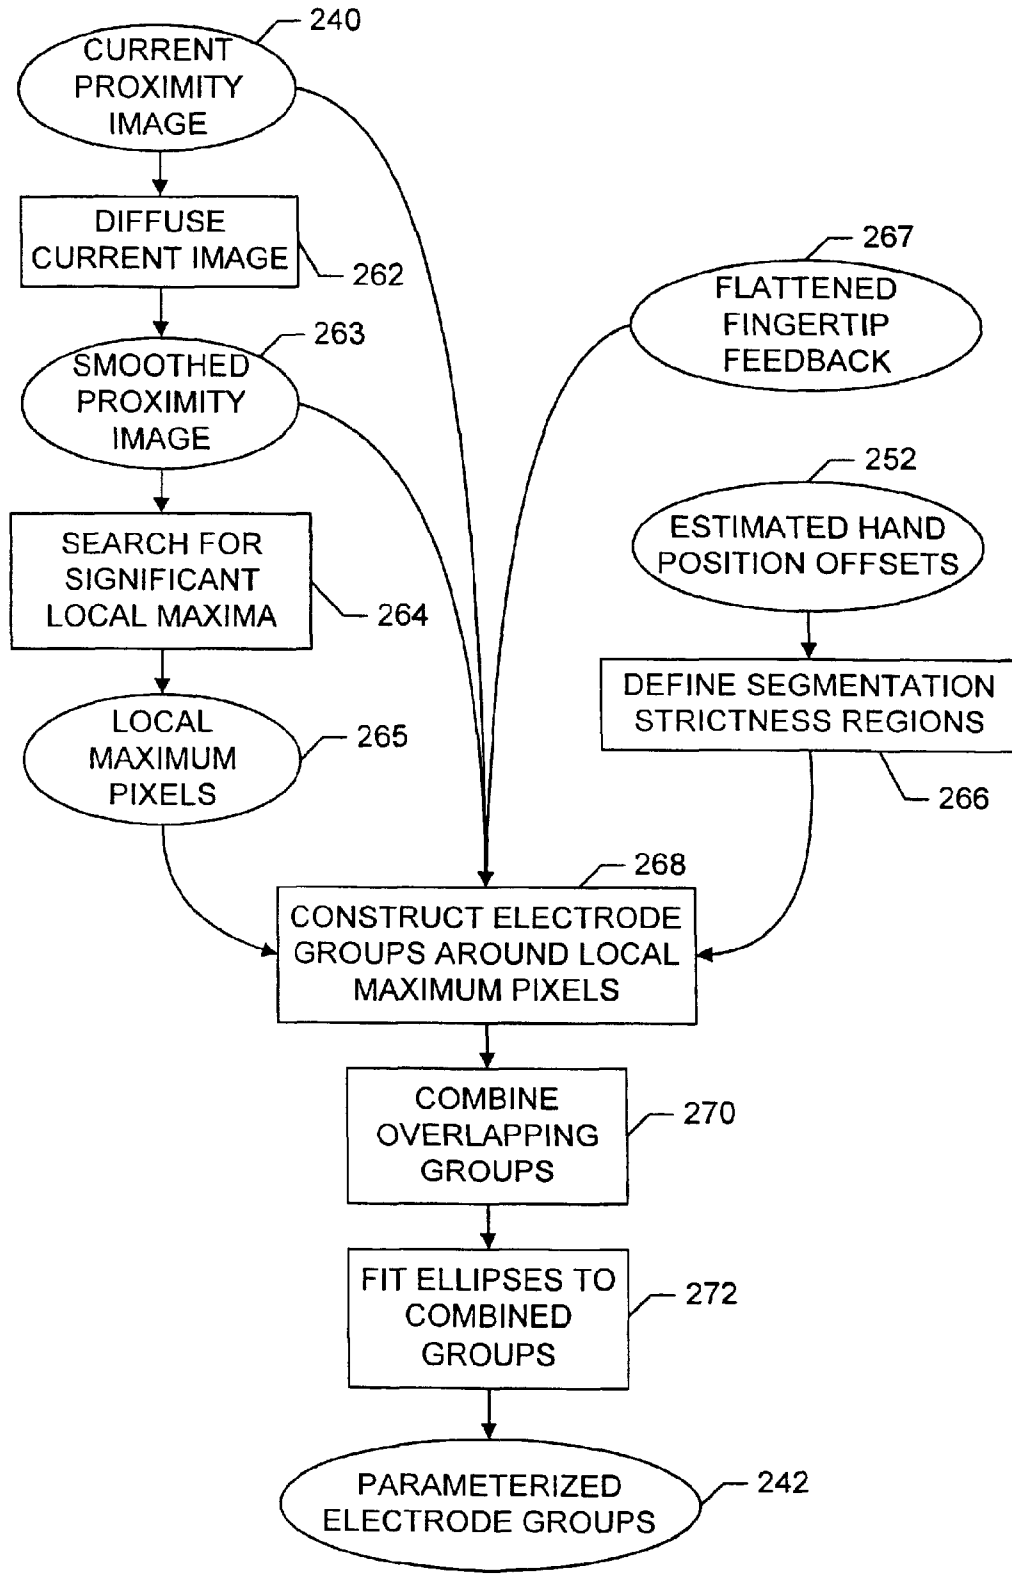 240
CURRENT
PROXIMITY
IMAGE
DIFFUSE
CURRENT IMAGE
262
263
SMOOTHED
PROXIMITY
IMAGE
SEARCH FOR
SIGNIFICANT
LOCAL MAXIMA
264
LOCAL
MAXIMUM
PIXELS
265
267
FLATTENED
FINGERTIP
FEEDBACK
252
ESTIMATED HAND
POSITION OFFSETS
DEFINE SEGMENTATION
STRICTNESS REGIONS
266
268
CONSTRUCT ELECTRODE
GROUPS AROUND LOCAL
MAXIMUM PIXELS
COMBINE
OVERLAPPING
GROUPS
270
FIT ELLIPSES TO
COMBINED
GROUPS
272
PARAMETERIZED
ELECTRODE GROUPS
242